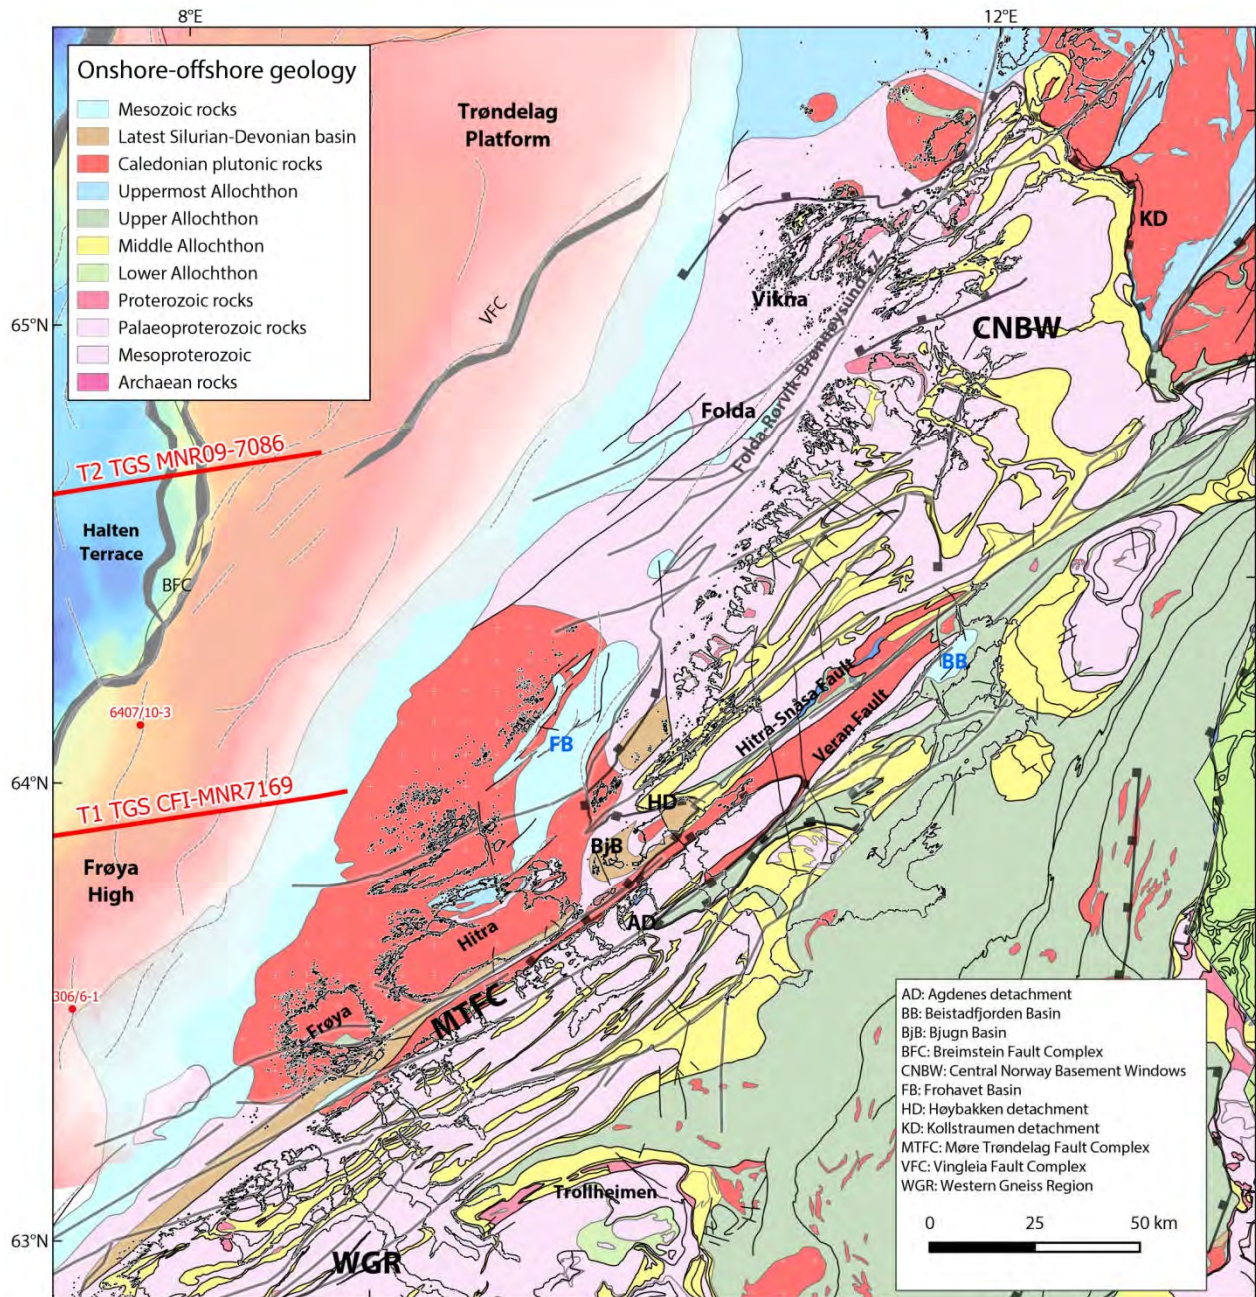 8°E
12°E
Onshore-offshore geology
Mesozoic rocks
Latest Silurian-Devonian basin
Caledonian plutonic rocks
Uppermost Allochthon
Upper Allochthon
Middle Allochthon
Lower Allochthon
Proterozoic rocks
Palaeoproterozoic rocks
Mesoproterozoic
Archaean rocks
Trøndelag
Platform
KD
VFC
Vikna
65°N
CNBW
Folda
Folda-Rørvik-Brønnøysund FZ
T2 TGS MNR09-7086
Halten
Terrace
BFC
BB
6407/10-3
FB
Hitra-Snåsa Fault
Veran Fault
64°N
T1 TGS CFI-MNR7169
HD
BjB
Frøya
High
AD
Hitra
MTFC
306/6-1
Frøya
AD: Agdenes detachment
BB: Beistadfjorden Basin
BjB: Bjugn Basin
BFC: Breimstein Fault Complex
CNBW: Central Norway Basement Windows
FB: Frohavet Basin
HD: Høybakken detachment
KD: Kollstraumen detachment
MTFC: Møre Trøndelag Fault Complex
VFC: Vingleia Fault Complex
WGR: Western Gneiss Region
0 25 50 km
Trollheimen
63°N
WGR